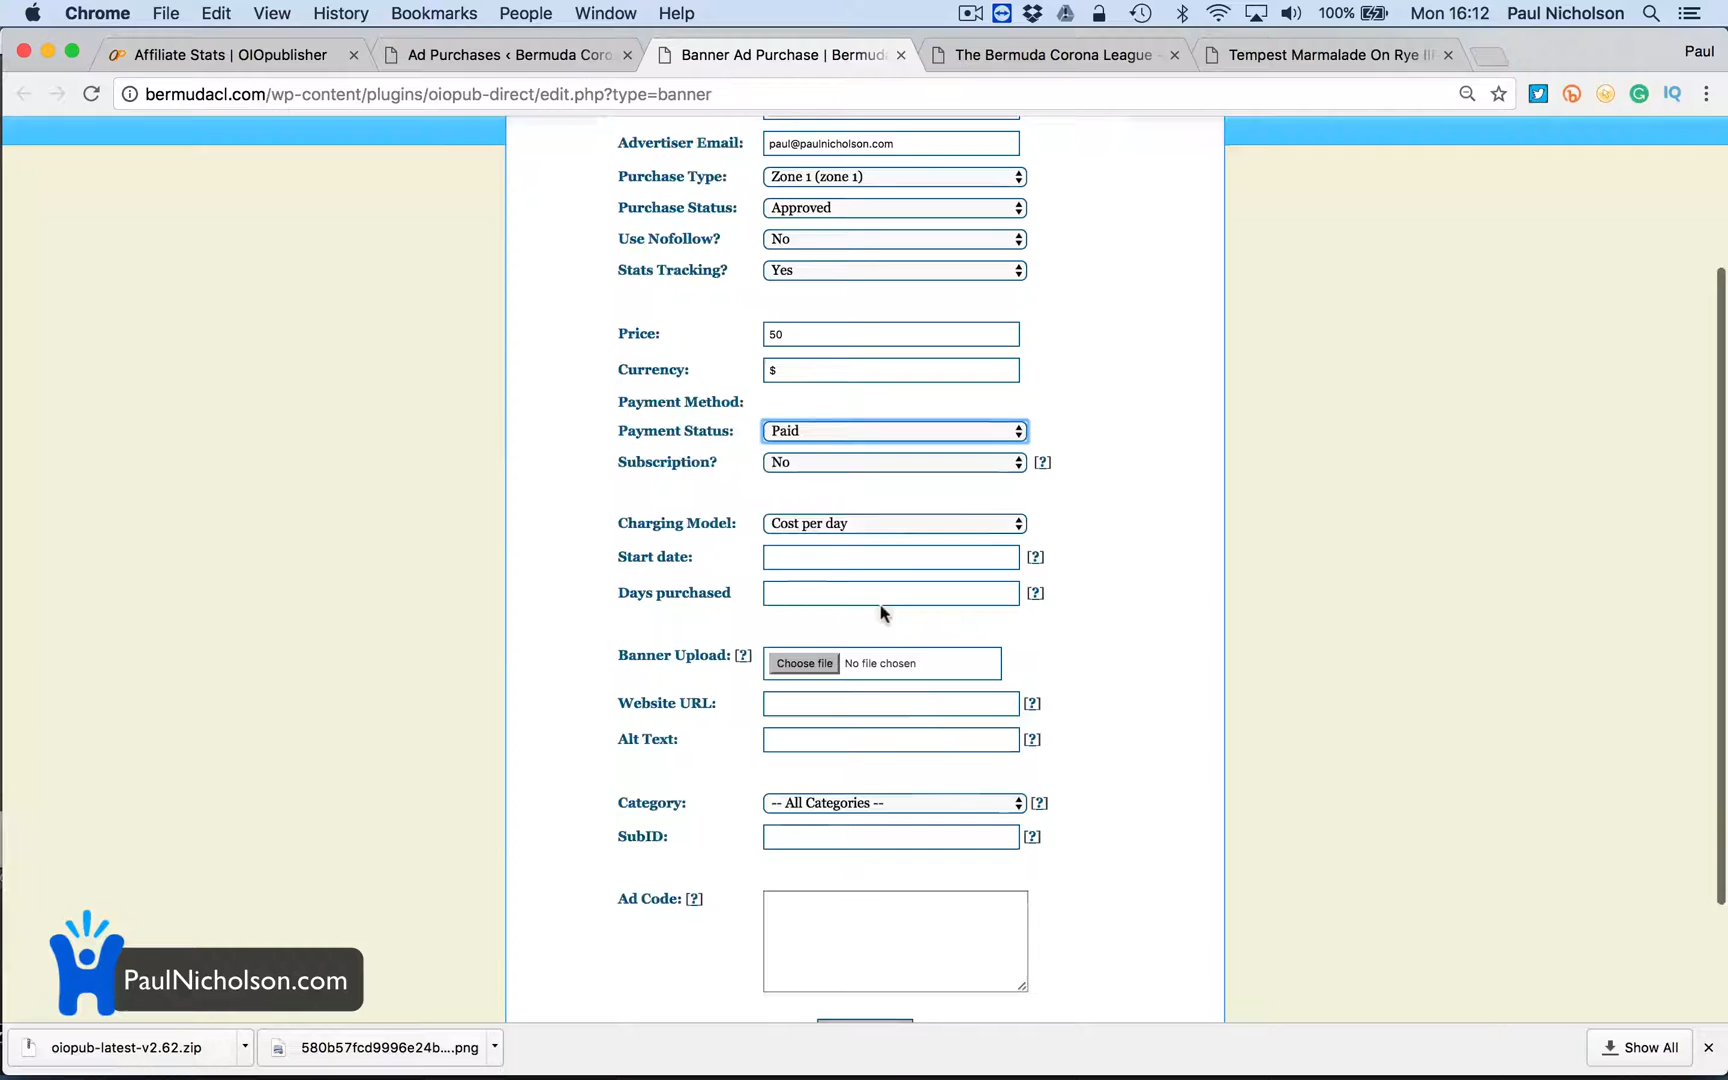 Chrome File Edit View History Bookmarks People Window Help 100% Mon 16:12 Paul Nicholson
Affiliate Stats | OIOpublisher × Ad Purchases ‹ Bermuda Coro × Banner Ad Purchase | Bermuda × The Bermuda Corona League - × Tempest Marmalade On Rye II × Paul
bermudacl.com/wp-content/plugins/oiopub-direct/edit.php?type=banner
Advertiser Email: paul@paulnicholson.com
Purchase Type: Zone 1 (zone 1)
Purchase Status: Approved
Use Nofollow? No
Stats Tracking? Yes
Price: 50
Currency: $
Payment Method:
Payment Status: Paid
Subscription? No [?]
Charging Model: Cost per day
Start date: [?]
Days purchased [?]
Banner Upload: [?] Choose file No file chosen
Website URL: [?]
Alt Text: [?]
Category: -- All Categories -- [?]
SubID: [?]
Ad Code: [?]
PaulNicholson.com
oiopub-latest-v2.62.zip 580b57fcd9996e24b....png Show All ×